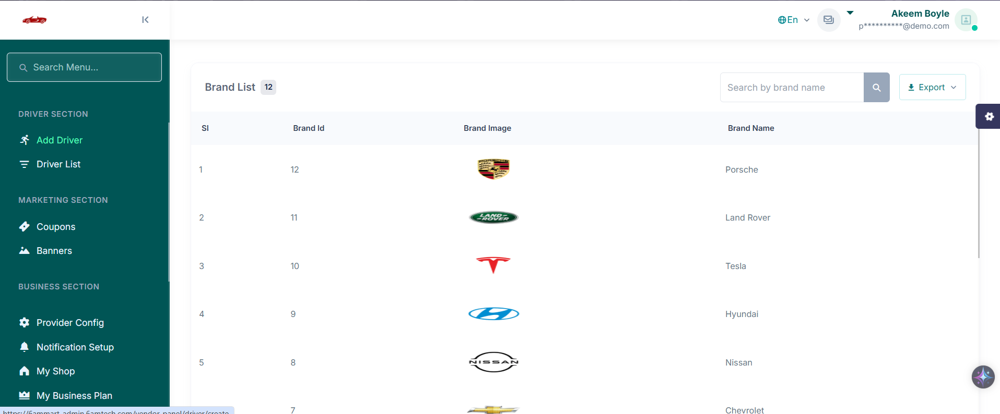 En
Akeem Boyle
p**********@demo.com
Search Menu...
DRIVER SECTION
Add Driver
Driver List
MARKETING SECTION
Coupons
Banners
BUSINESS SECTION
Provider Config
Notification Setup
My Shop
My Business Plan
https://6ammart-admin.6amtech.com/vendor-panel/driver/create
Brand List 12
Search by brand name
Export
Sl Brand Id Brand Image Brand Name
1 12 PORSCHE Porsche
2 11 LAND-
-ROVER Land Rover
3 10 Tesla
4 9 Hyundai
5 8 NISSAN Nissan
7 Chevrolet